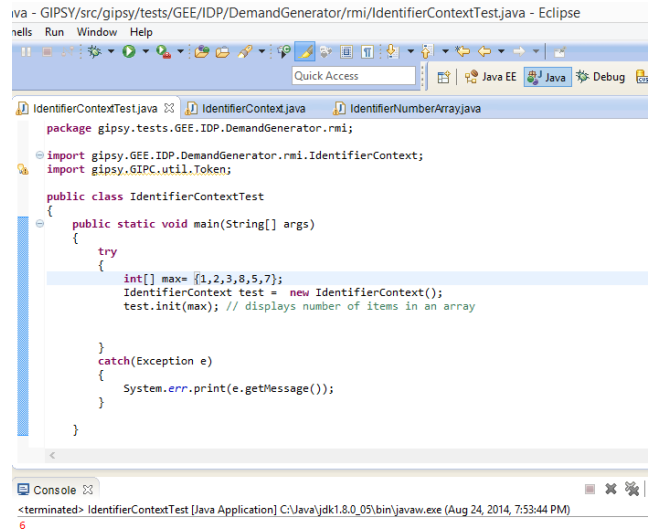 va - GIPSY/src/gipsy/tests/GEE/IDP/DemandGenerator/rmi/IdentifierContextTest.java - Eclipse
nells Run Window Help
Quick Access
Java EE Java Debug
IdentifierContextTest.java IdentifierContext.java IdentifierNumberArray.java
package gipsy.tests.GEE.IDP.DemandGenerator.rmi;
import gipsy.GEE.IDP.DemandGenerator.rmi.IdentifierContext;
import gipsy.GIPC.util.Token;
public class IdentifierContextTest
{
public static void main(String[] args)
{
try
{
int[] max= {1,2,3,8,5,7};
IdentifierContext test = new IdentifierContext();
test.init(max); // displays number of items in an array
}
catch(Exception e)
{
System.err.print(e.getMessage());
}
}
Console
<terminated> IdentifierContextTest [Java Application] C:\Java\jdk1.8.0_05\bin\javaw.exe (Aug 24, 2014, 7:53:44 PM)
6